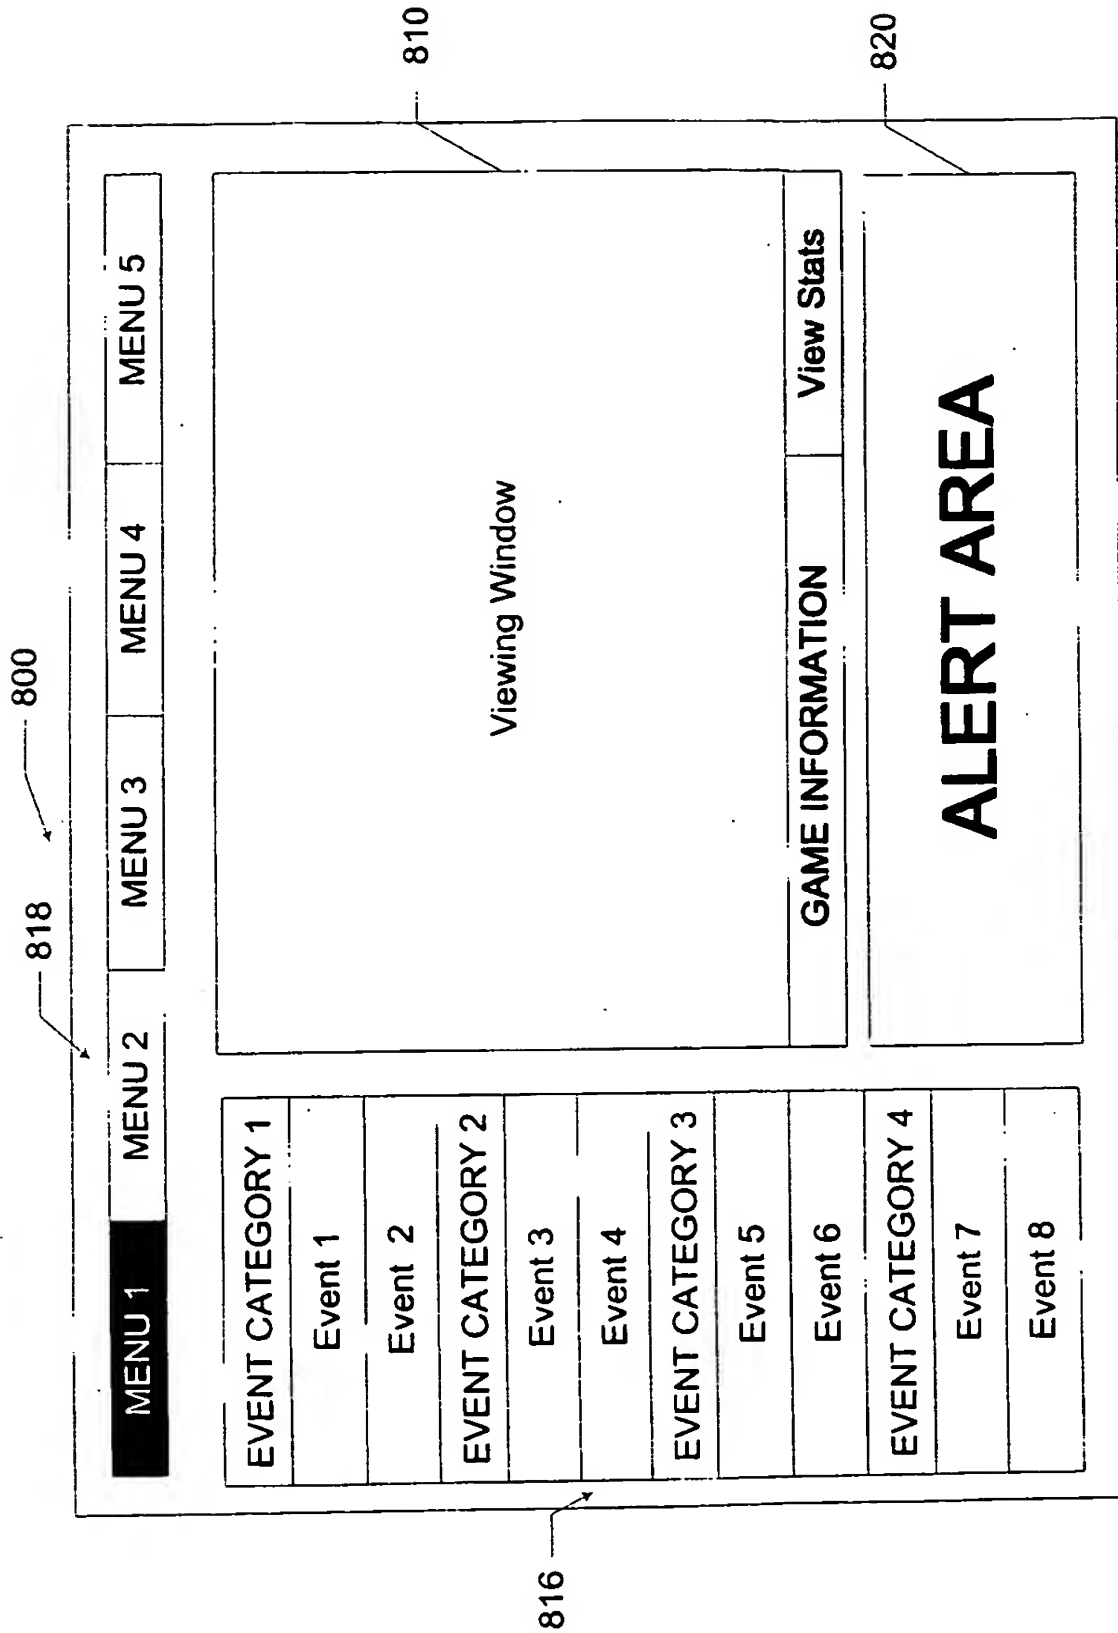 800
818
MENU 1 MENU 2 MENU 3 MENU 4 MENU 5
810
EVENT CATEGORY 1
Event 1
Event 2
EVENT CATEGORY 2
Event 3
Event 4
EVENT CATEGORY 3
Event 5
Event 6
EVENT CATEGORY 4
Event 7
Event 8
816
Viewing Window
GAME INFORMATION View Stats
820
ALERT AREA